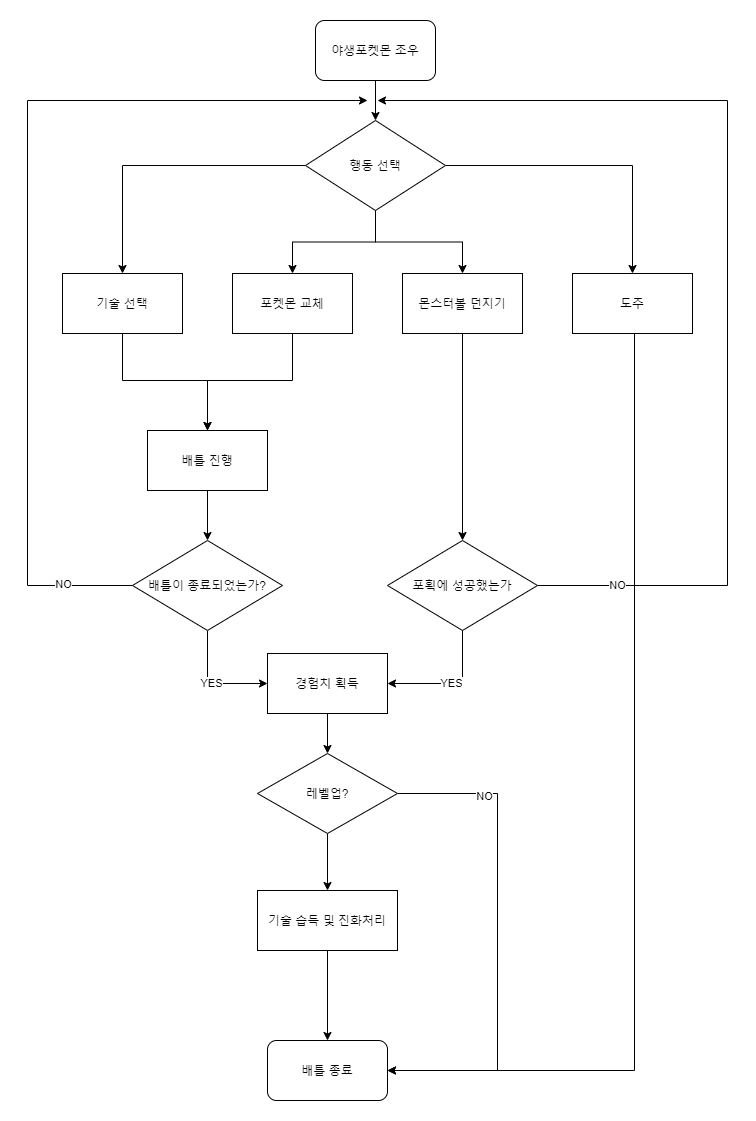 야생포켓몬 조우
행동 선택
기술 선택
포켓몬 교체
몬스터볼 던지기
도주
배틀 진행
배틀이 종료되었는가?
포획에 성공했는가
NO
NO
YES
경험치 획득
YES
레벨업?
NO
기술 습득 및 진화처리
배틀 종료